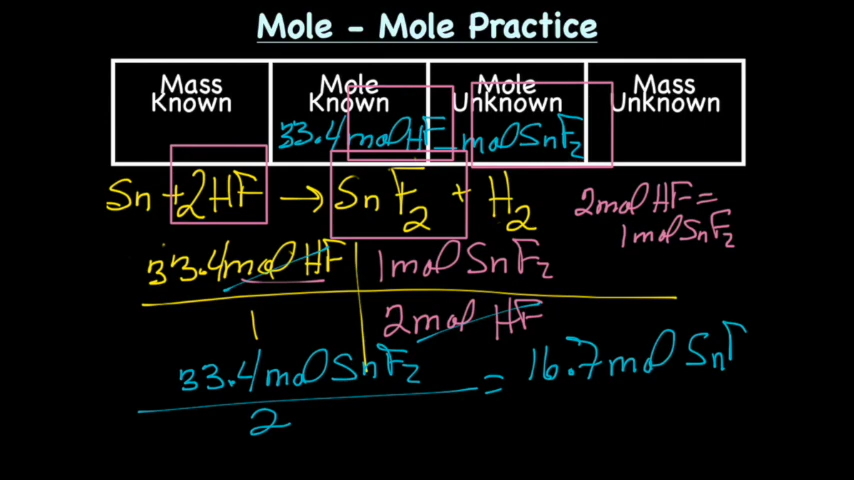 Mole - Mole Practice
Mass Known
Mole Known
Mole Unknown
Mass Unknown
33.4 mol HF
mol SnF2
Sn + 2HF → SnF2 + H2
2 mol HF =
1 mol SnF2
33.4 mol HF | 1 mol SnF2
1 | 2 mol HF
33.4 mol SnF2 = 16.7 mol SnF
2